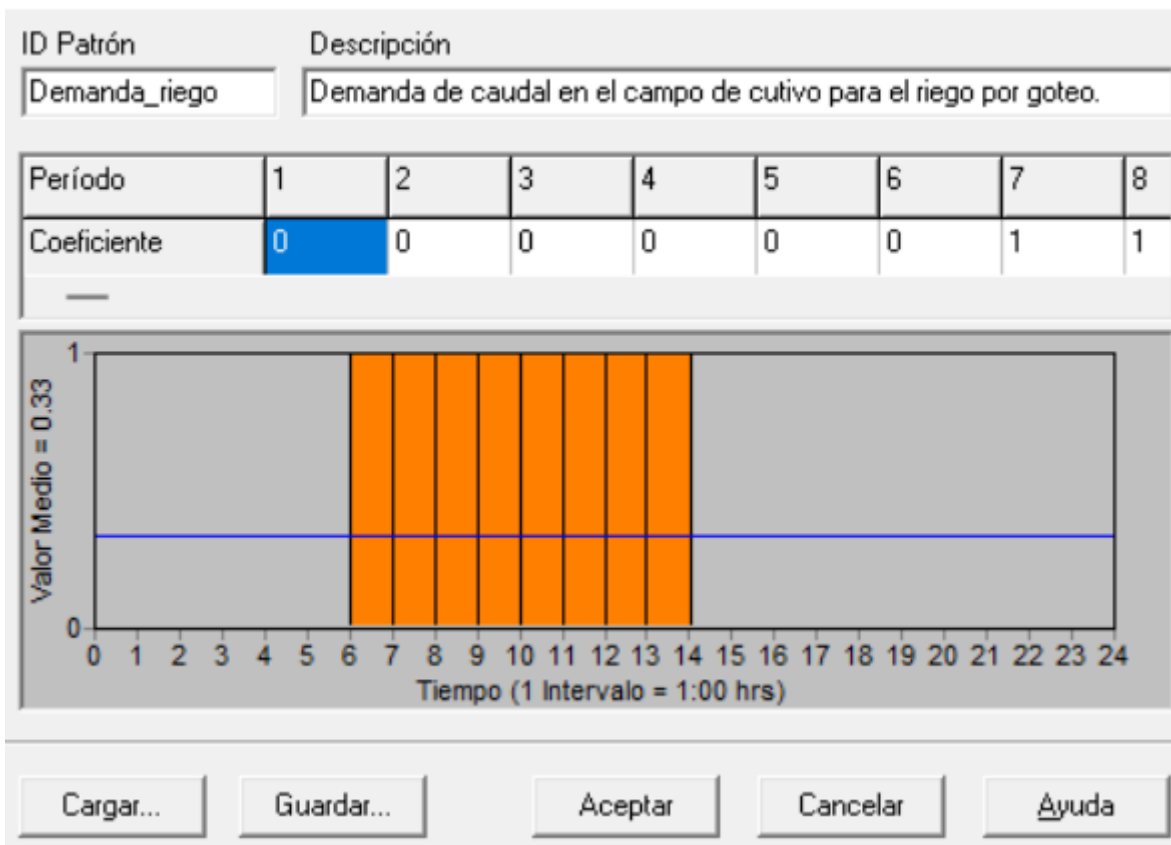 ID Patrón Descripción
Demanda_riego Demanda de caudal en el campo de cutivo para el riego por goteo.
Período 1 2 3 4 5 6 7 8
Coeficiente 0 0 0 0 0 0 1 1
1
Valor Medio = 0.33
0
0 1 2 3 4 5 6 7 8 9 10 11 12 13 14 15 16 17 18 19 20 21 22 23 24
Tiempo (1 Intervalo = 1:00 hrs)
Cargar... Guardar... Aceptar Cancelar Ayuda